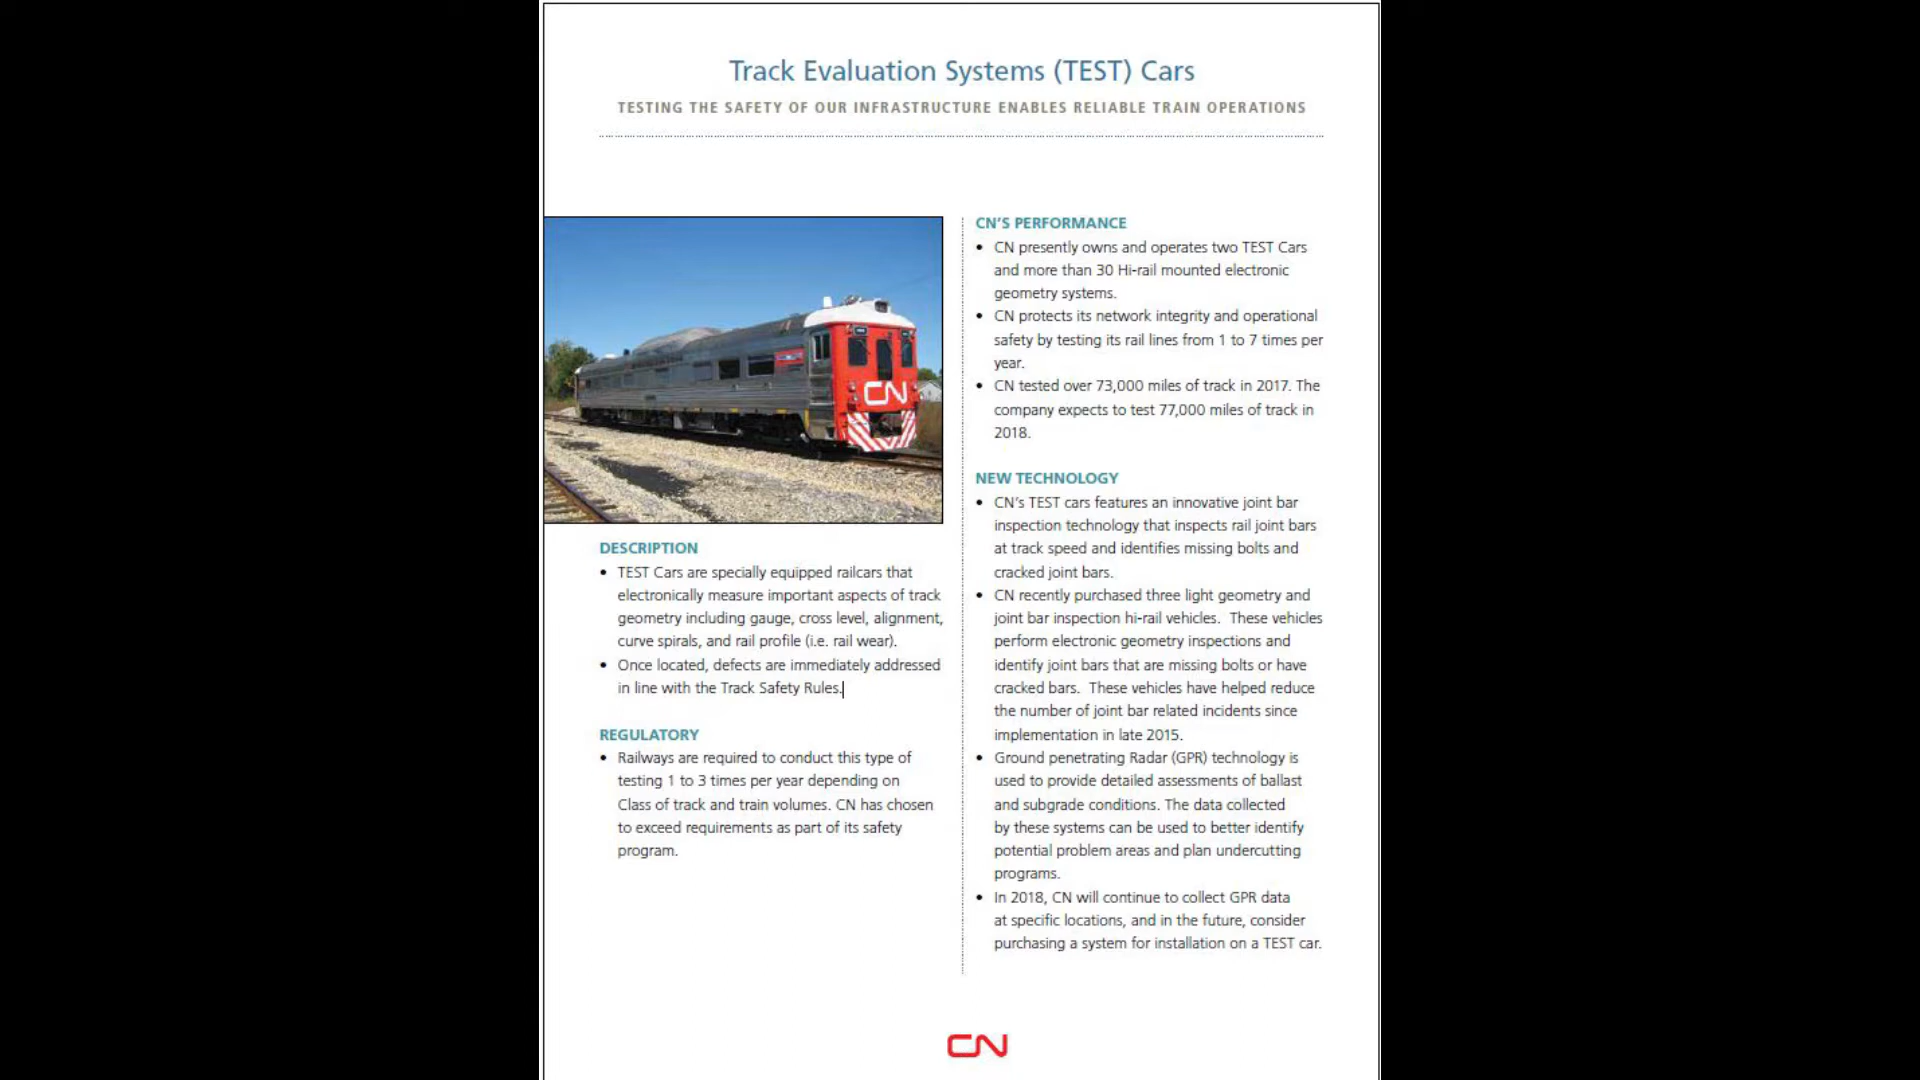 Track Evaluation Systems (TEST) Cars
TESTING THE SAFETY OF OUR INFRASTRUCTURE ENABLES RELIABLE TRAIN OPERATIONS
CN
DESCRIPTION
• TEST Cars are specially equipped railcars that
electronically measure important aspects of track
geometry including gauge, cross level, alignment,
curve spirals, and rail profile (i.e. rail wear).
• Once located, defects are immediately addressed
in line with the Track Safety Rules.
REGULATORY
• Railways are required to conduct this type of
testing 1 to 3 times per year depending on
Class of track and train volumes. CN has chosen
to exceed requirements as part of its safety
program.
CN'S PERFORMANCE
• CN presently owns and operates two TEST Cars
and more than 30 Hi-rail mounted electronic
geometry systems.
• CN protects its network integrity and operational
safety by testing its rail lines from 1 to 7 times per
year.
• CN tested over 73,000 miles of track in 2017. The
company expects to test 77,000 miles of track in
2018.
NEW TECHNOLOGY
• CN's TEST cars features an innovative joint bar
inspection technology that inspects rail joint bars
at track speed and identifies missing bolts and
cracked joint bars.
• CN recently purchased three light geometry and
joint bar inspection hi-rail vehicles.  These vehicles
perform electronic geometry inspections and
identify joint bars that are missing bolts or have
cracked bars.  These vehicles have helped reduce
the number of joint bar related incidents since
implementation in late 2015.
• Ground penetrating Radar (GPR) technology is
used to provide detailed assessments of ballast
and subgrade conditions. The data collected
by these systems can be used to better identify
potential problem areas and plan undercutting
programs.
• In 2018, CN will continue to collect GPR data
at specific locations, and in the future, consider
purchasing a system for installation on a TEST car.
CN